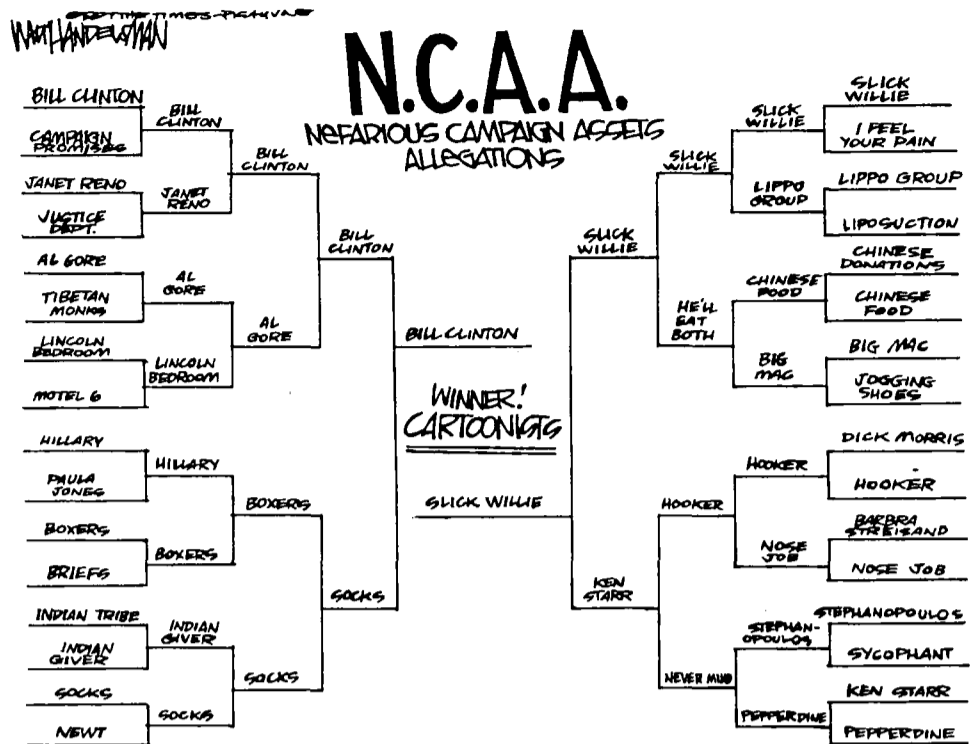 THE TIMES-PICAYUNE
WALT HANDELSMAN
N.C.A.A.
NEFARIOUS CAMPAIGN ASSETS
ALLEGATIONS
BILL CLINTON
CAMPAIGN
PROMISES
JANET RENO
JUSTICE
DEPT.
AL GORE
TIBETAN
MONKS
LINCOLN
BEDROOM
MOTEL 6
HILLARY
PAULA
JONES
BOXERS
BRIEFS
INDIAN TRIBE
INDIAN
GIVER
SOCKS
NEWT
BILL
CLINTON
JANET
RENO
AL
GORE
LINCOLN
BEDROOM
HILLARY
BOXERS
INDIAN
GIVER
SOCKS
BILL
CLINTON
AL
GORE
BOXERS
SOCKS
BILL
CLINTON
SOCKS
BILL CLINTON
WINNER!
CARTOONISTS
SLICK WILLIE
SLICK
WILLIE
KEN
STARR
SLICK
WILLIE
HE'LL
EAT
BOTH
HOOKER
NEVER MUD
SLICK
WILLIE
LIPPO
GROUP
CHINESE
FOOD
BIG
MAC
HOOKER
NOSE
JOB
STEPHAN-
OPOULOS
PEPPERDINE
SLICK
WILLIE
I FEEL
YOUR PAIN
LIPPO GROUP
LIPOSUCTION
CHINESE
DONATIONS
CHINESE
FOOD
BIG MAC
JOGGING
SHOES
DICK MORRIS
HOOKER
BARBRA
STREISAND
NOSE JOB
STEPHANOPOULOS
SYCOPHANT
KEN STARR
PEPPERDINE